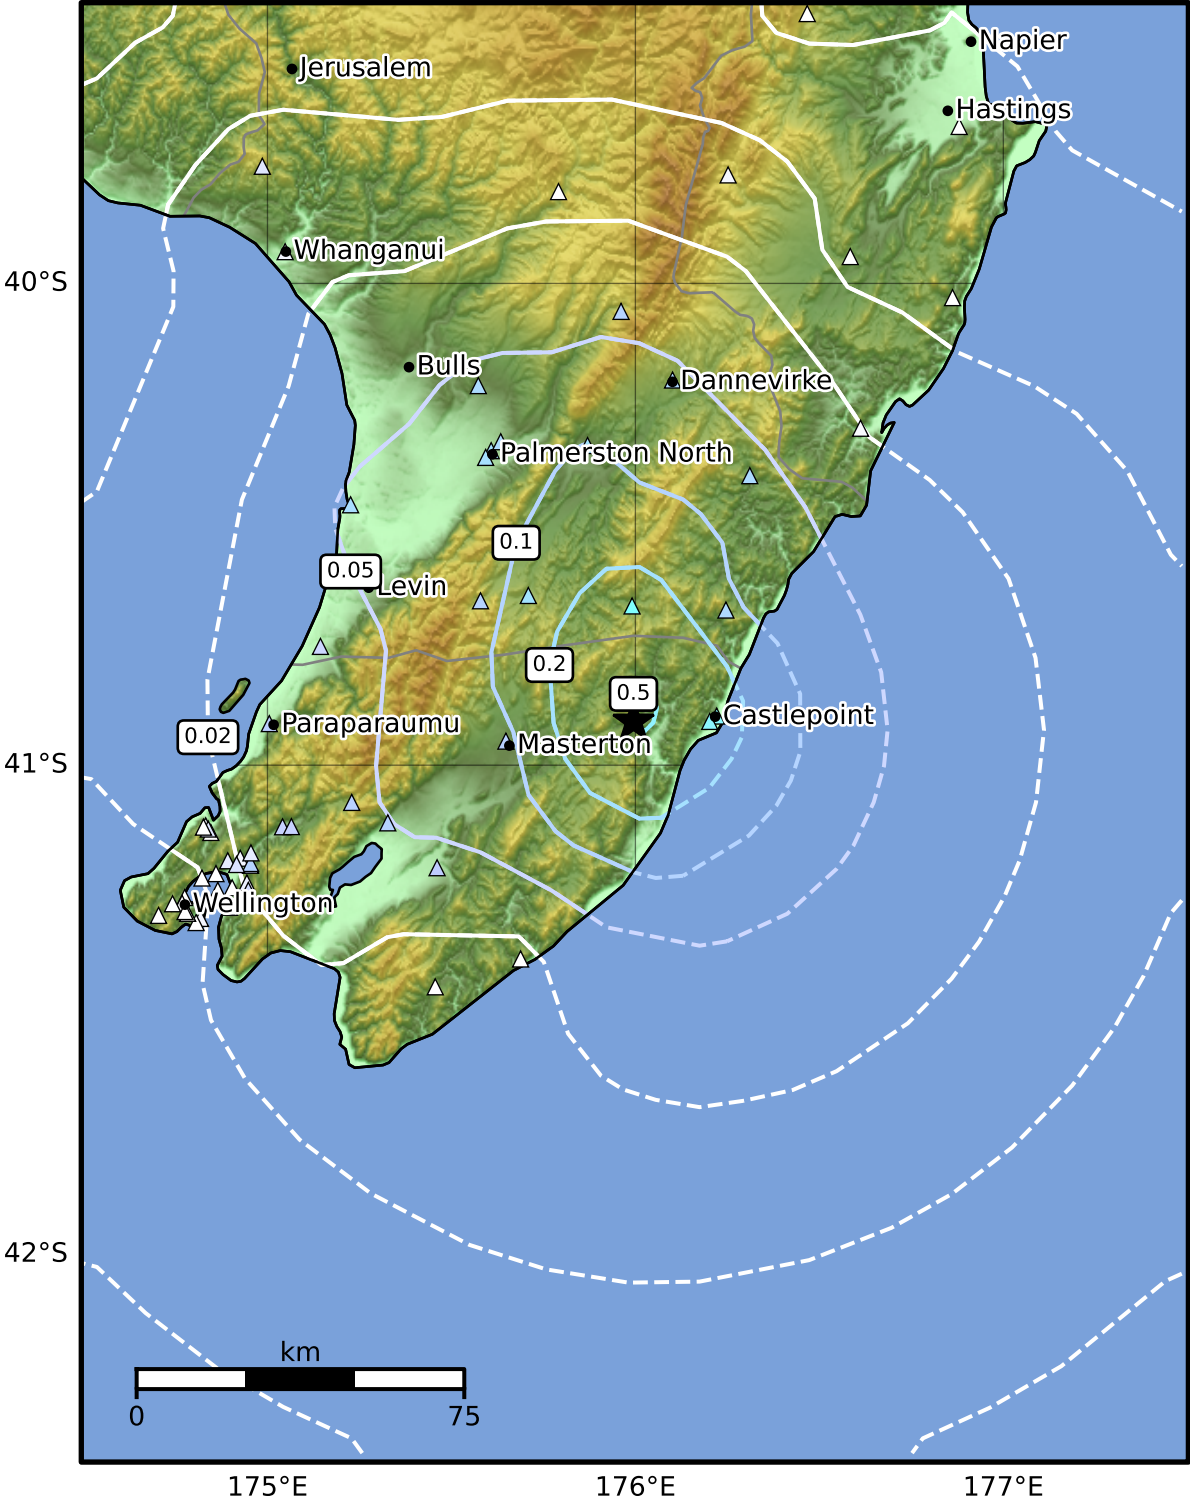 Napier
Jerusalem
Hastings
Whanganui
40°S
Bulls
Dannevirke
Palmerston North
0.1
0.05
Levin
0.2
0.5
Castlepoint
Paraparaumu
0.02
Masterton
41°S
Wellington
42°S
km
0
75
175°E
176°E
177°E